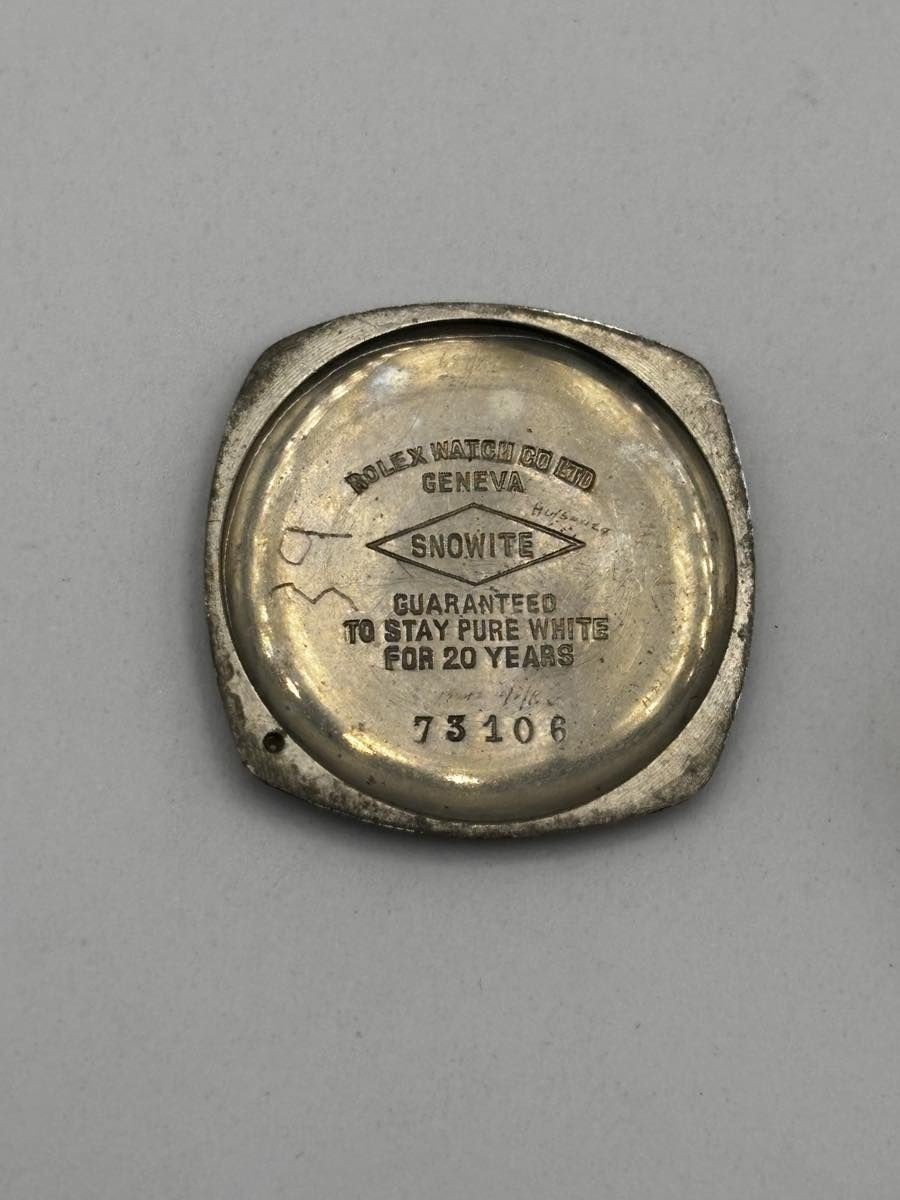 ROLEX WATCH CO LTD
GENEVA
SNOWITE
GUARANTEED
TO STAY PURE WHITE
FOR 20 YEARS
73106